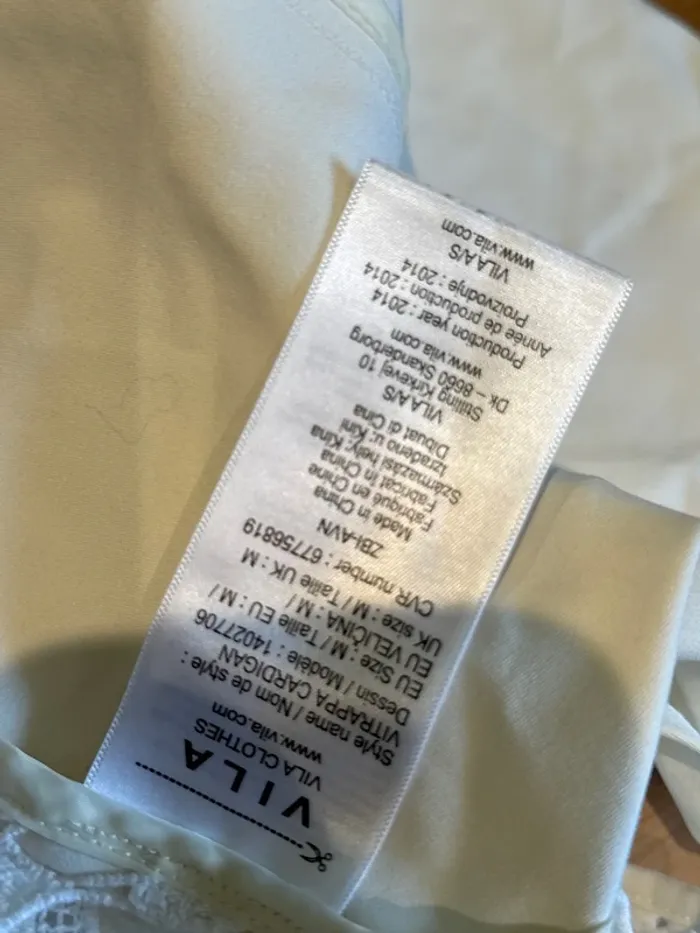 VILA
VILA CLOTHES
www.vila.com
Style name / Nom de style :
VITRAPPA CARDIGAN
Dessin / Modèle : 14027706
EU Size : M / Taille EU : M /
EU VELIČINA : M /
UK size : M / Taille UK : M
CVR number : 67756819
ZBI-AVN
Made in China
Fabriqué en Chine
Fabricat in China
Származási hely: Kína
Izrađeno u: Kini
Dibuat di Cina
VILA A/S
Stilling Kirkevej 10
Dk – 8660 Skanderborg
www.vila.com
Production year : 2014
Année de production : 2014
Proizvodnje : 2014
VILA A/S
www.vila.com